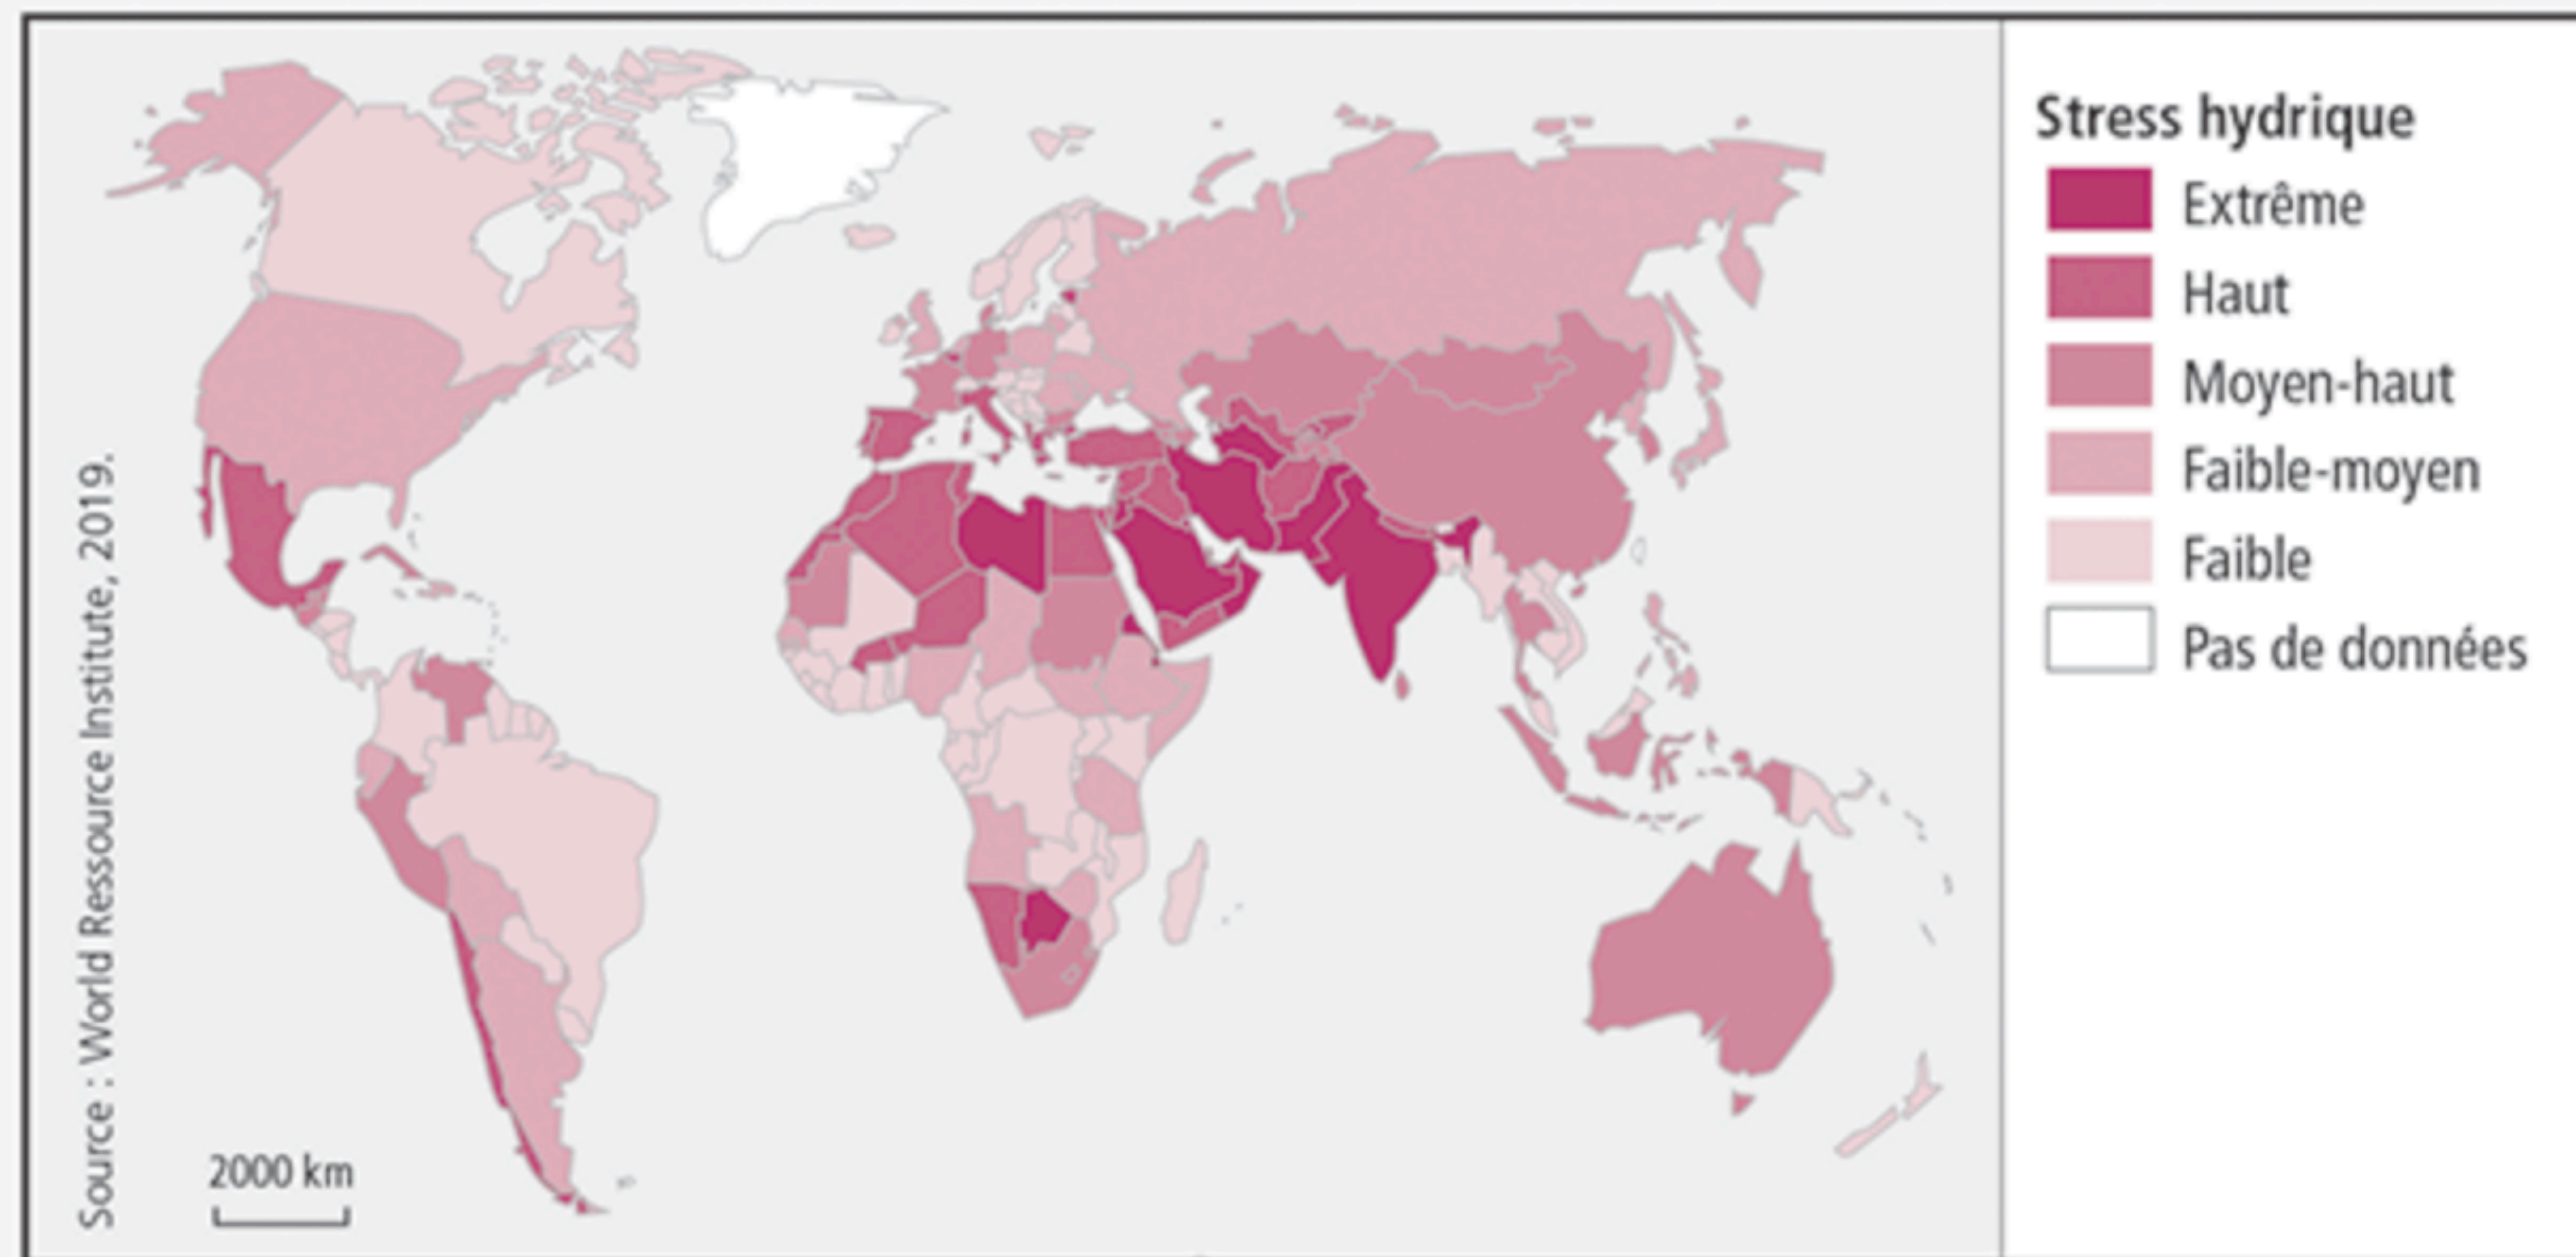 Source : World Ressource Institute, 2019.
2000 km
Stress hydrique
Extrême
Haut
Moyen-haut
Faible-moyen
Faible
Pas de données